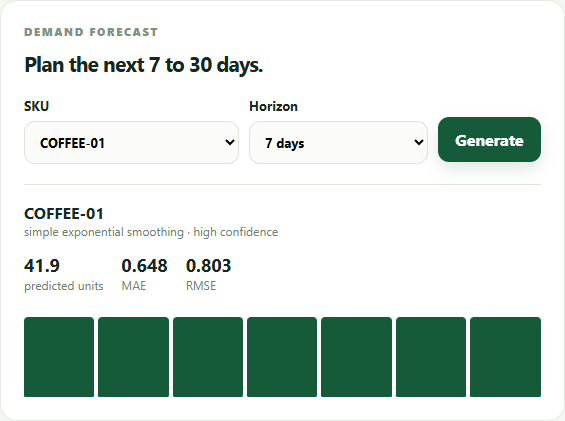 DEMAND FORECAST
Plan the next 7 to 30 days.
SKU Horizon
COFFEE-01 7 days Generate
COFFEE-01
simple exponential smoothing · high confidence
41.9 0.648 0.803
predicted units MAE RMSE